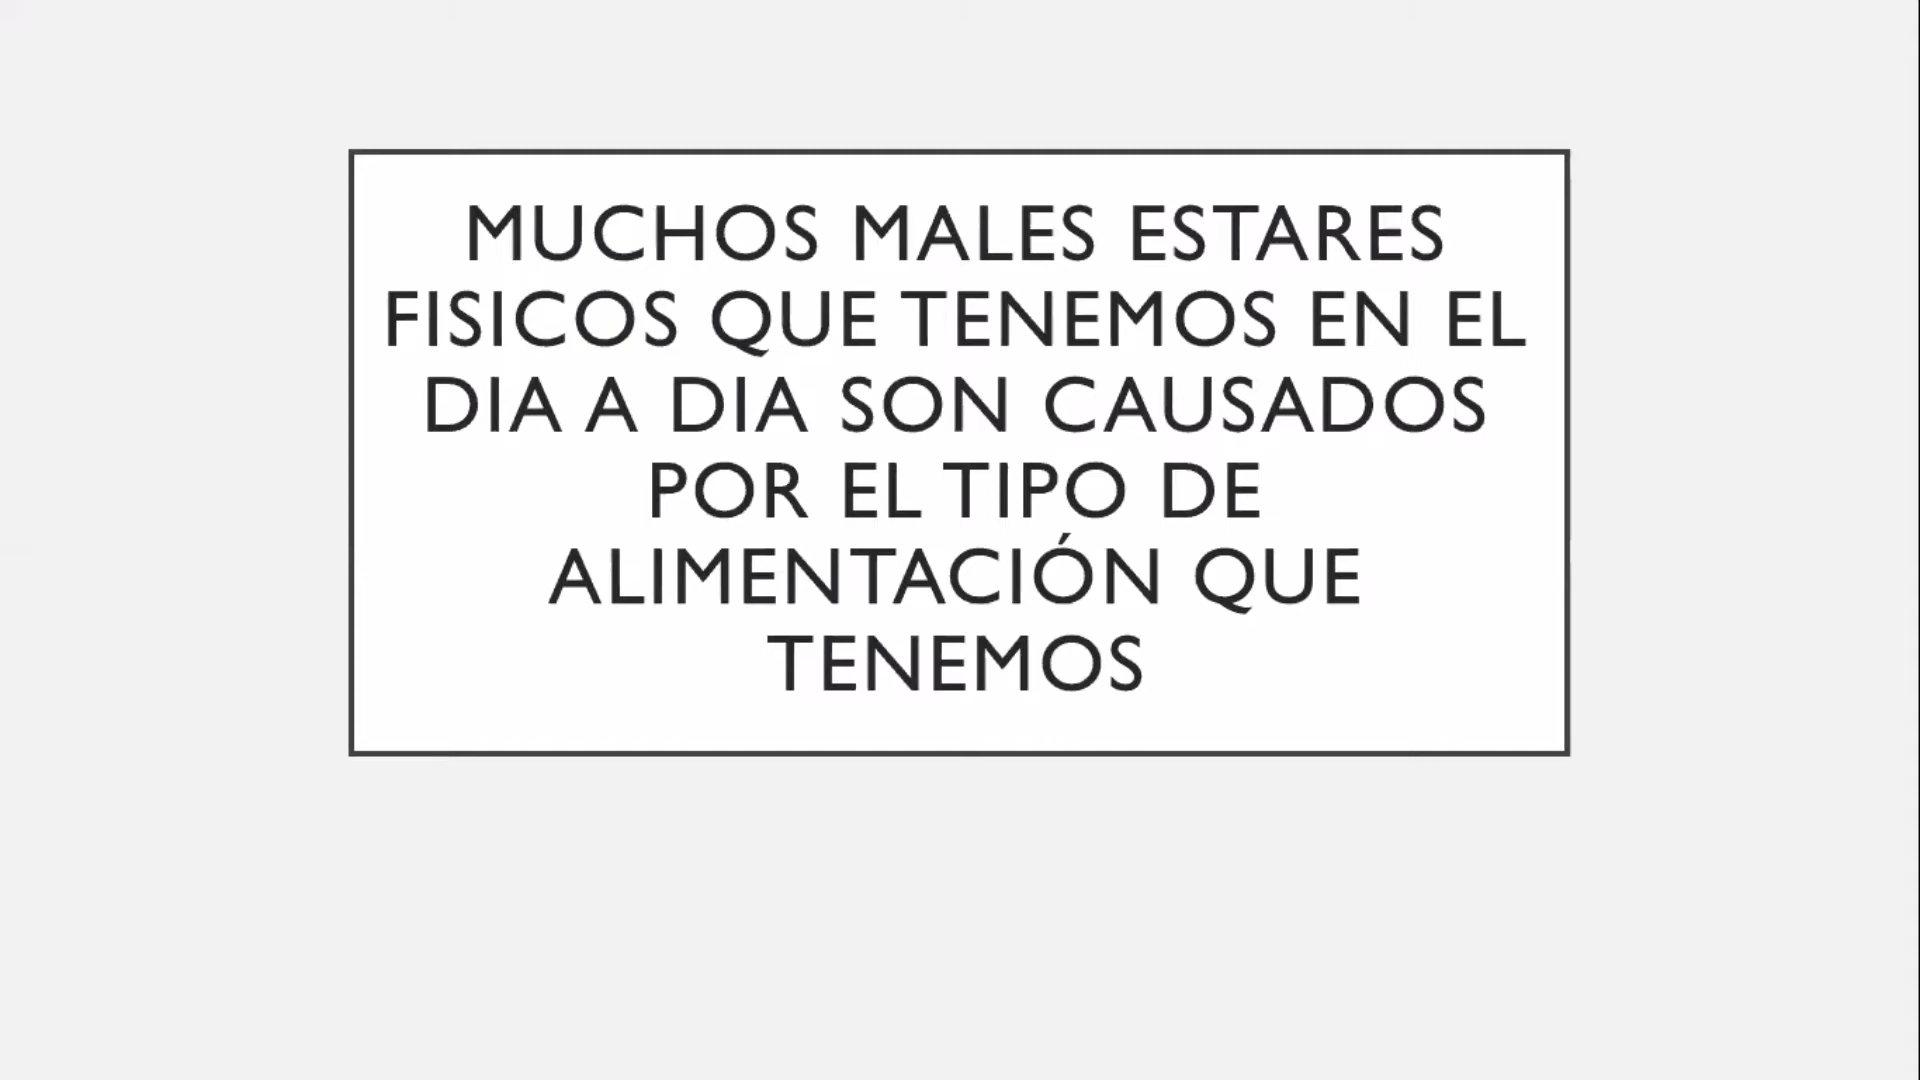 MUCHOS MALES ESTARES
FISICOS QUE TENEMOS EN EL
DIA A DIA SON CAUSADOS
POR EL TIPO DE
ALIMENTACIÓN QUE
TENEMOS